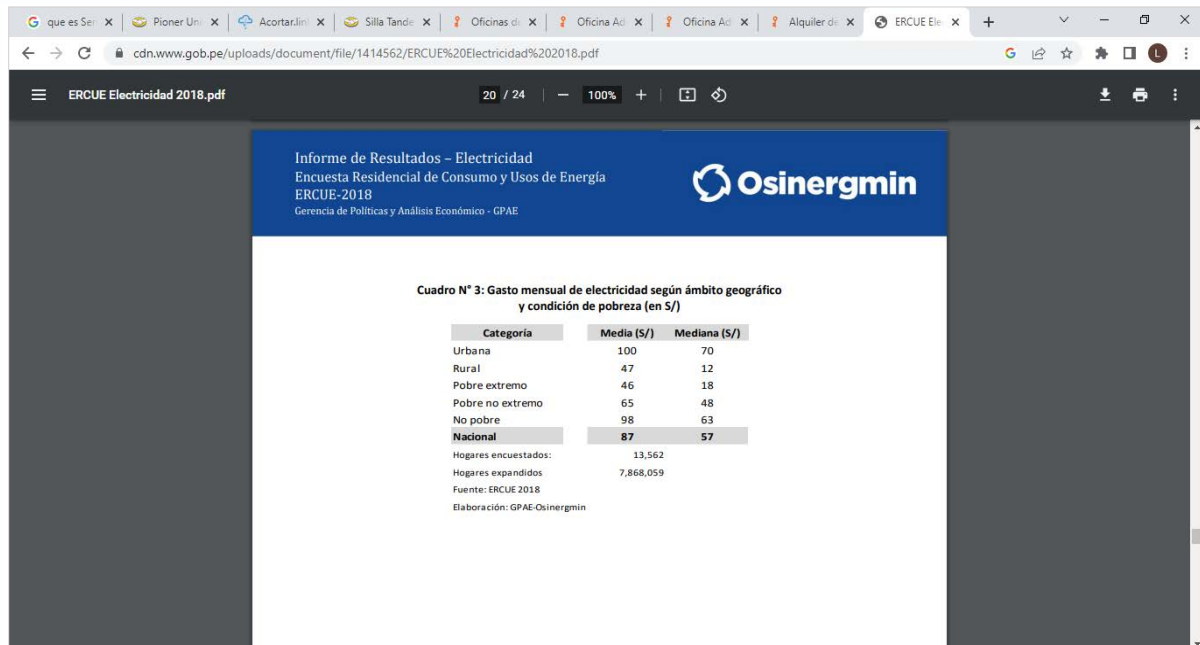 que es Ser
Pioner Uni
Acortar.lin
Silla Tande
Oficinas de
Oficina Ad
Oficina Ad
Alquiler de
ERCUE Ele
cdn.www.gob.pe/uploads/document/file/1414562/ERCUE%20Electricidad%202018.pdf
L
ERCUE Electricidad 2018.pdf
20 / 24
100%
Informe de Resultados – Electricidad
Encuesta Residencial de Consumo y Usos de Energía
ERCUE-2018
Gerencia de Políticas y Análisis Económico - GPAE
Osinergmin
Cuadro N° 3: Gasto mensual de electricidad según ámbito geográfico
y condición de pobreza (en S/)
Categoría Media (S/) Mediana (S/)
Urbana 100 70
Rural 47 12
Pobre extremo 46 18
Pobre no extremo 65 48
No pobre 98 63
Nacional 87 57
Hogares encuestados: 13,562
Hogares expandidos 7,868,059
Fuente: ERCUE 2018
Elaboración: GPAE-Osinergmin